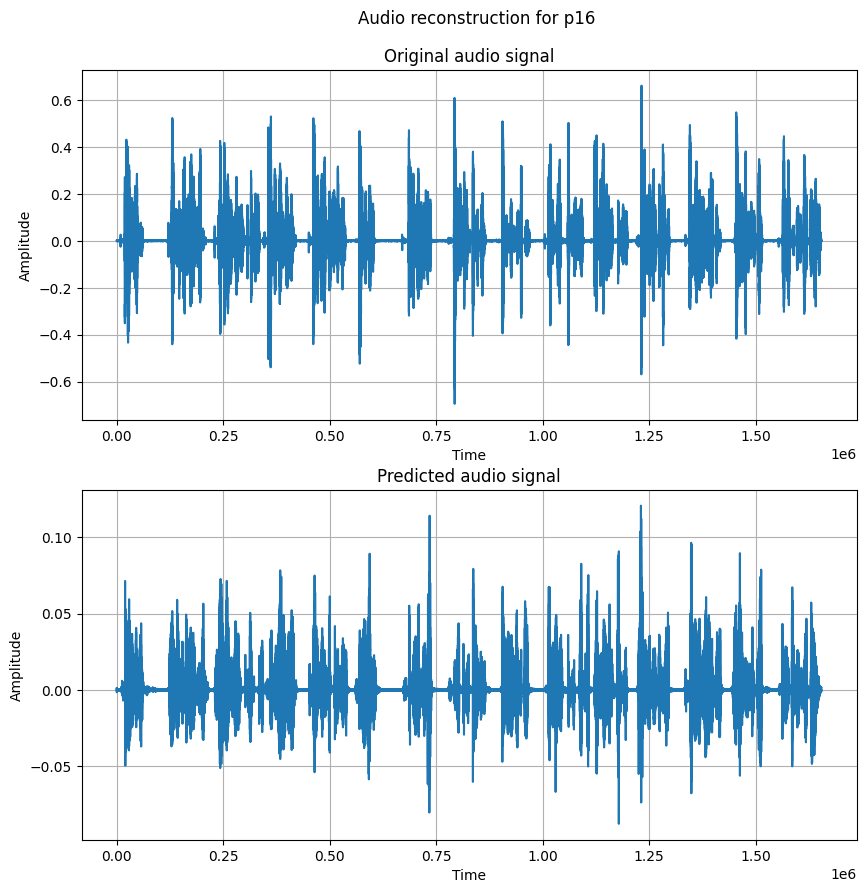 Audio reconstruction for p16
Original audio signal
0.6
0.4
0.2
0.0
−0.2
−0.4
−0.6
Amplitude
0.00 0.25 0.50 0.75 1.00 1.25 1.50
Time
1e6
Predicted audio signal
0.10
0.05
0.00
−0.05
Amplitude
0.00 0.25 0.50 0.75 1.00 1.25 1.50
Time
1e6